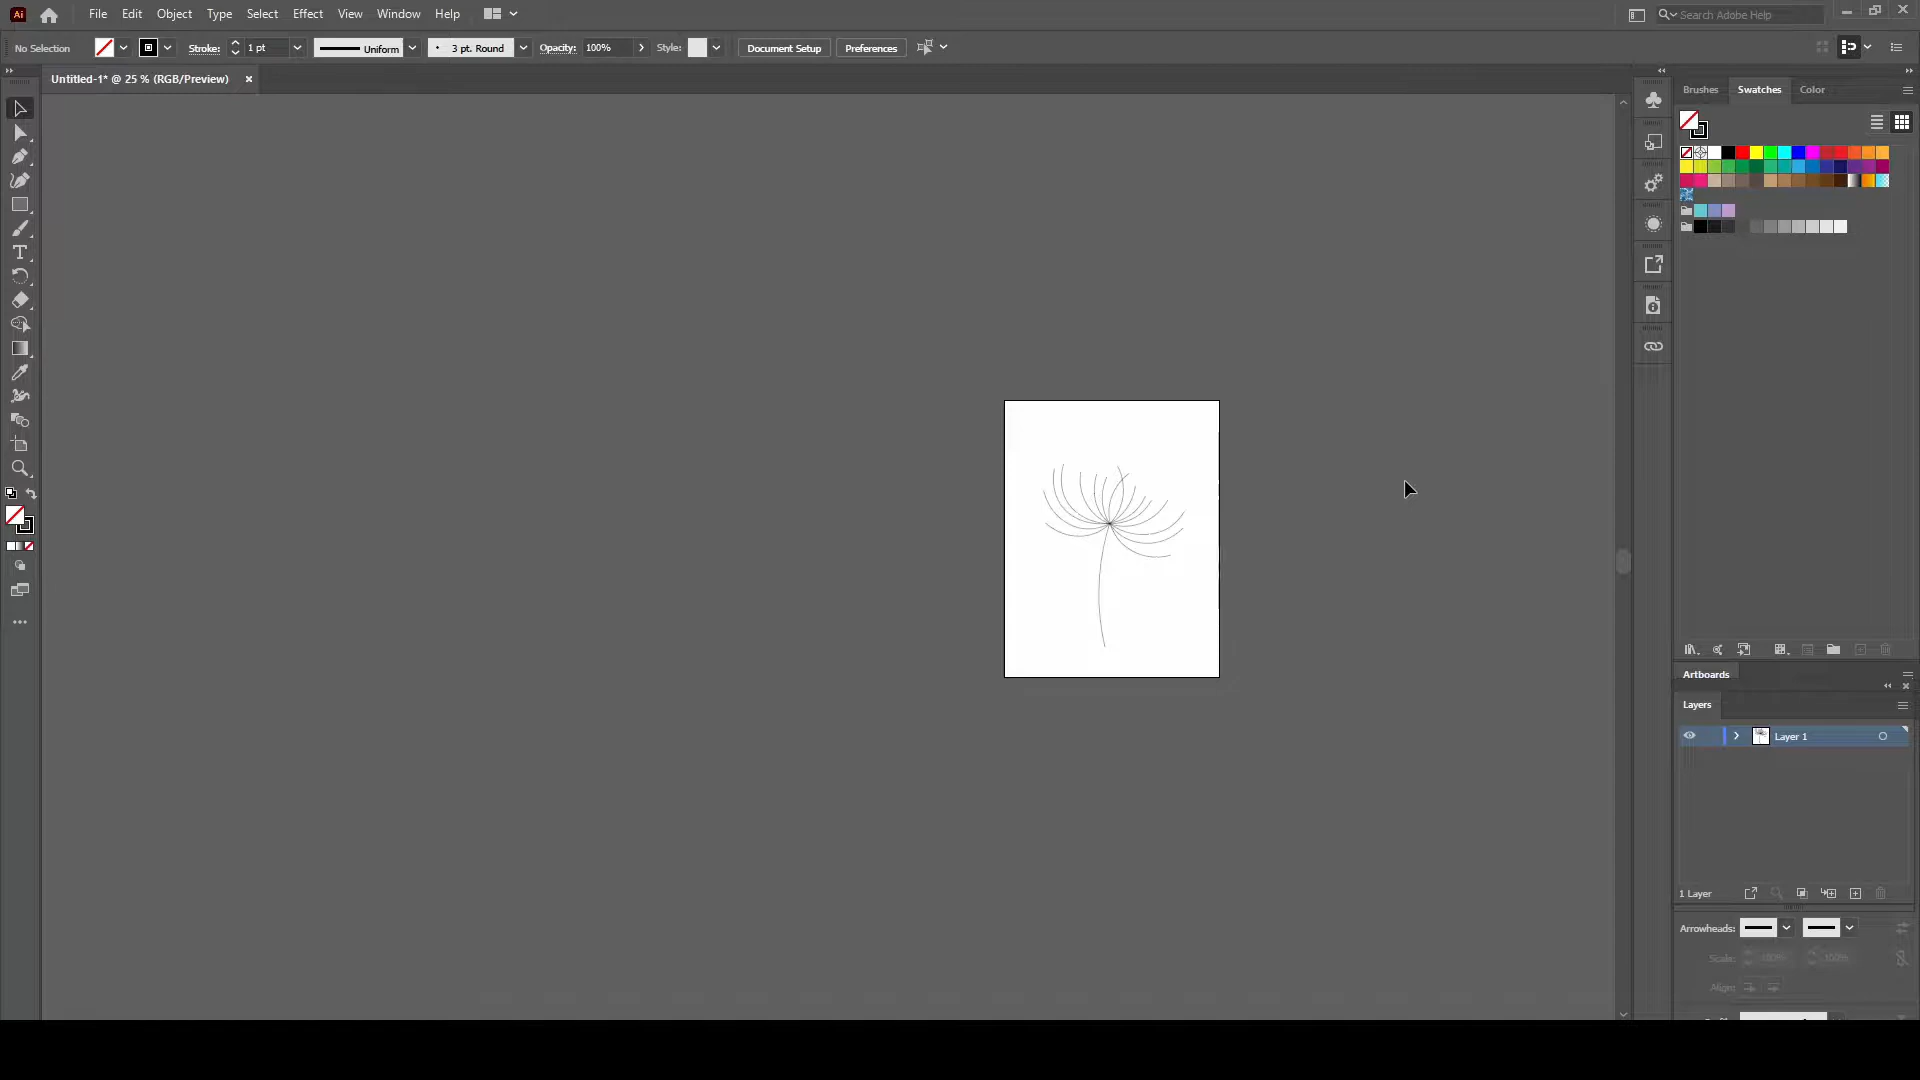 Ai File Edit Object Type Select Effect View Window Help Search Adobe Help
No Selection Stroke: 1 pt Uniform 3 pt. Round Opacity: 100% Style: Document Setup Preferences
Untitled-1* @ 25 % (RGB/Preview)
Brushes Swatches Color
Artboards
Layers
Layer 1
1 Layer
Arrowheads:
Scale: 100% 100%
Align: